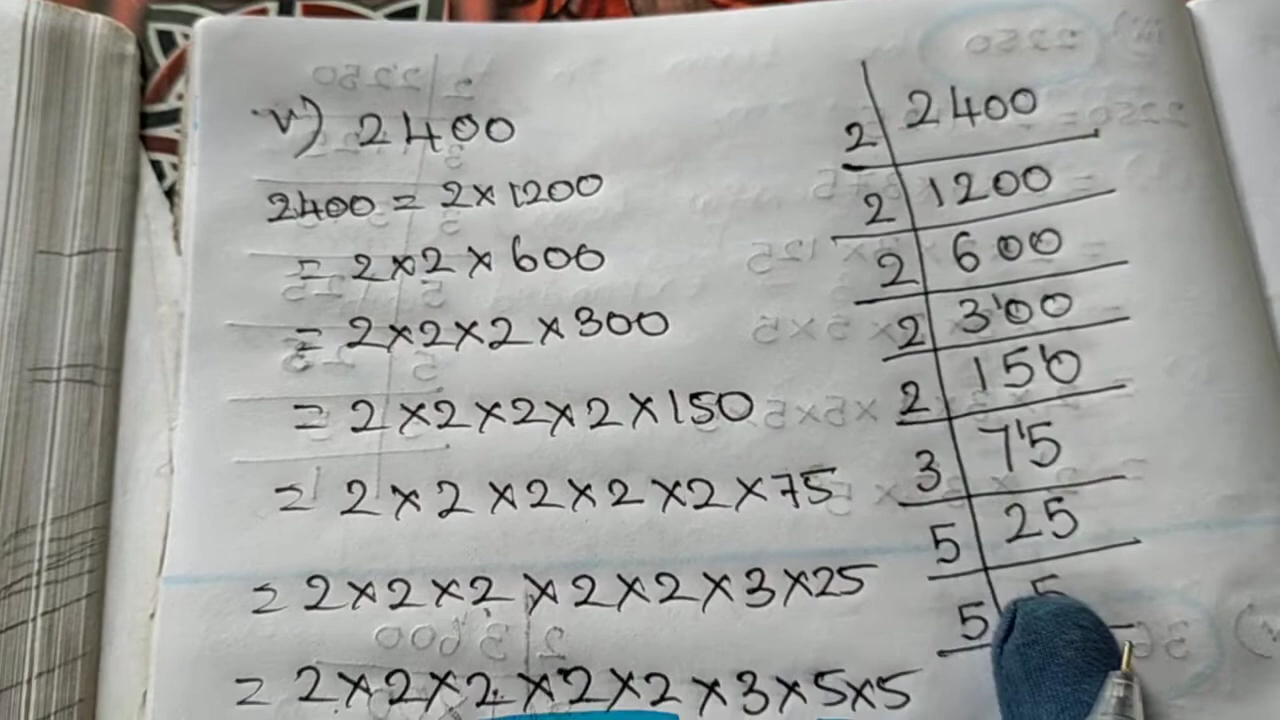 v) 2400
2400 = 2×1200
= 2×2×600
= 2×2×2×300
= 2×2×2×2×150
= 2×2×2×2×2×75
= 2×2×2×2×2×3×25
= 2×2×2×2×2×3×5×5
2 | 2400
2 | 1200
2 | 600
2 | 300
2 | 150
3 | 75
5 | 25
5 | 5